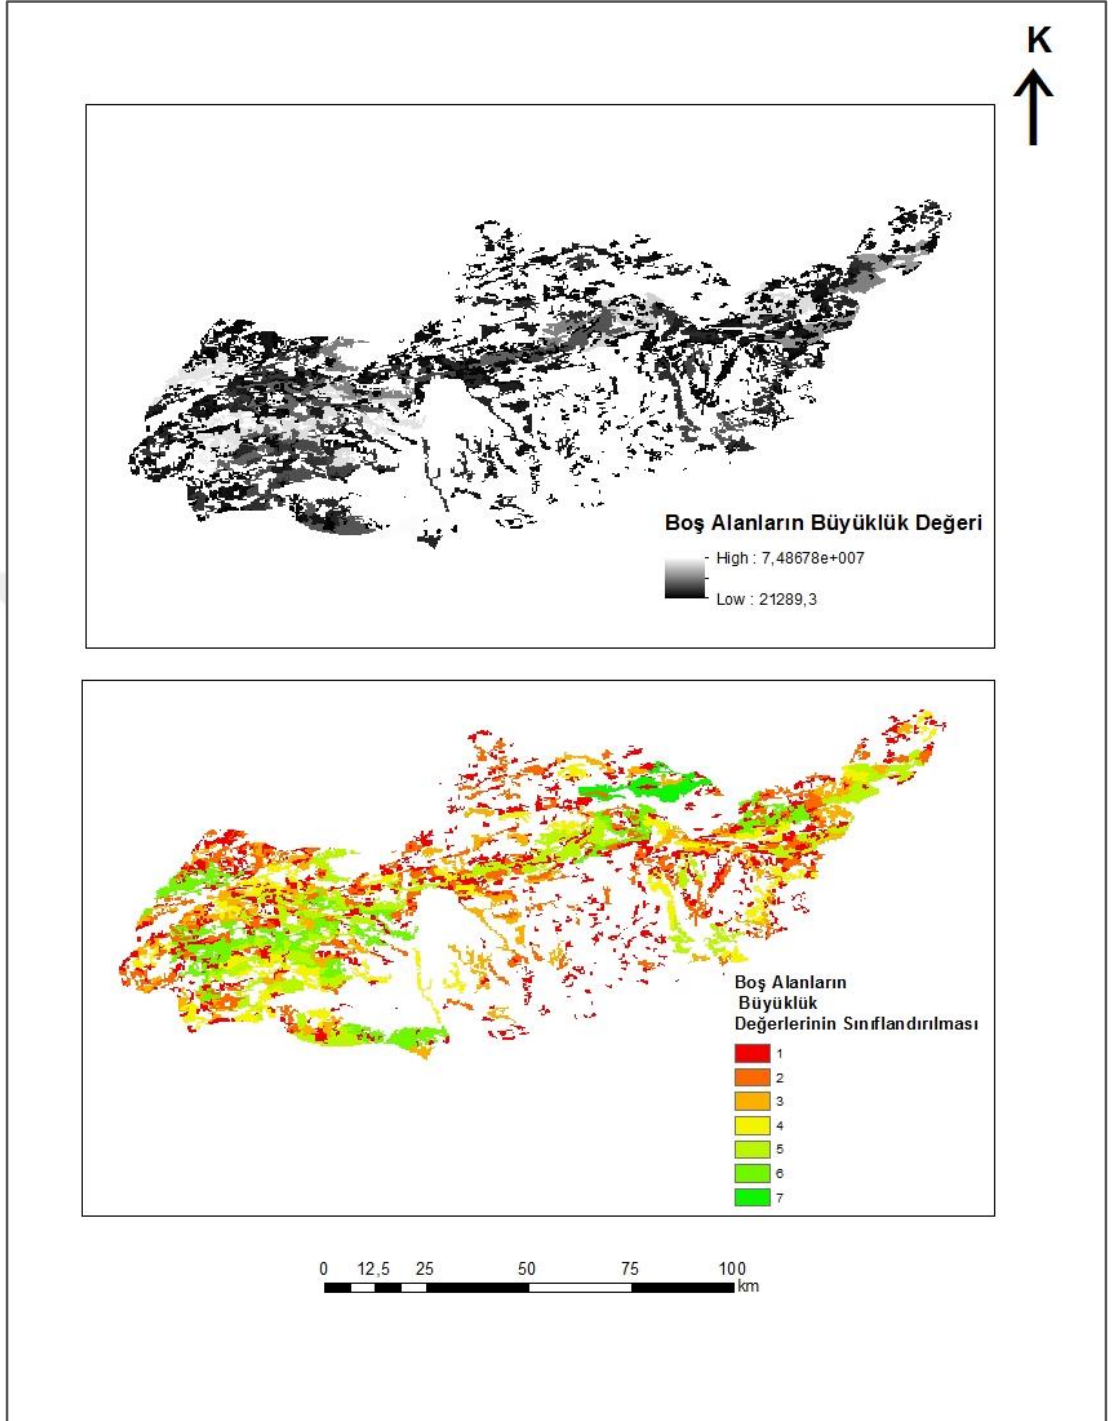 K
Boş Alanların Büyüklük Değeri
High : 7,48678e+007
Low : 21289,3
Boş Alanların
Büyüklük
Değerlerinin Sınıflandırılması
1
2
3
4
5
6
7
0 12,5 25 50 75 100
km